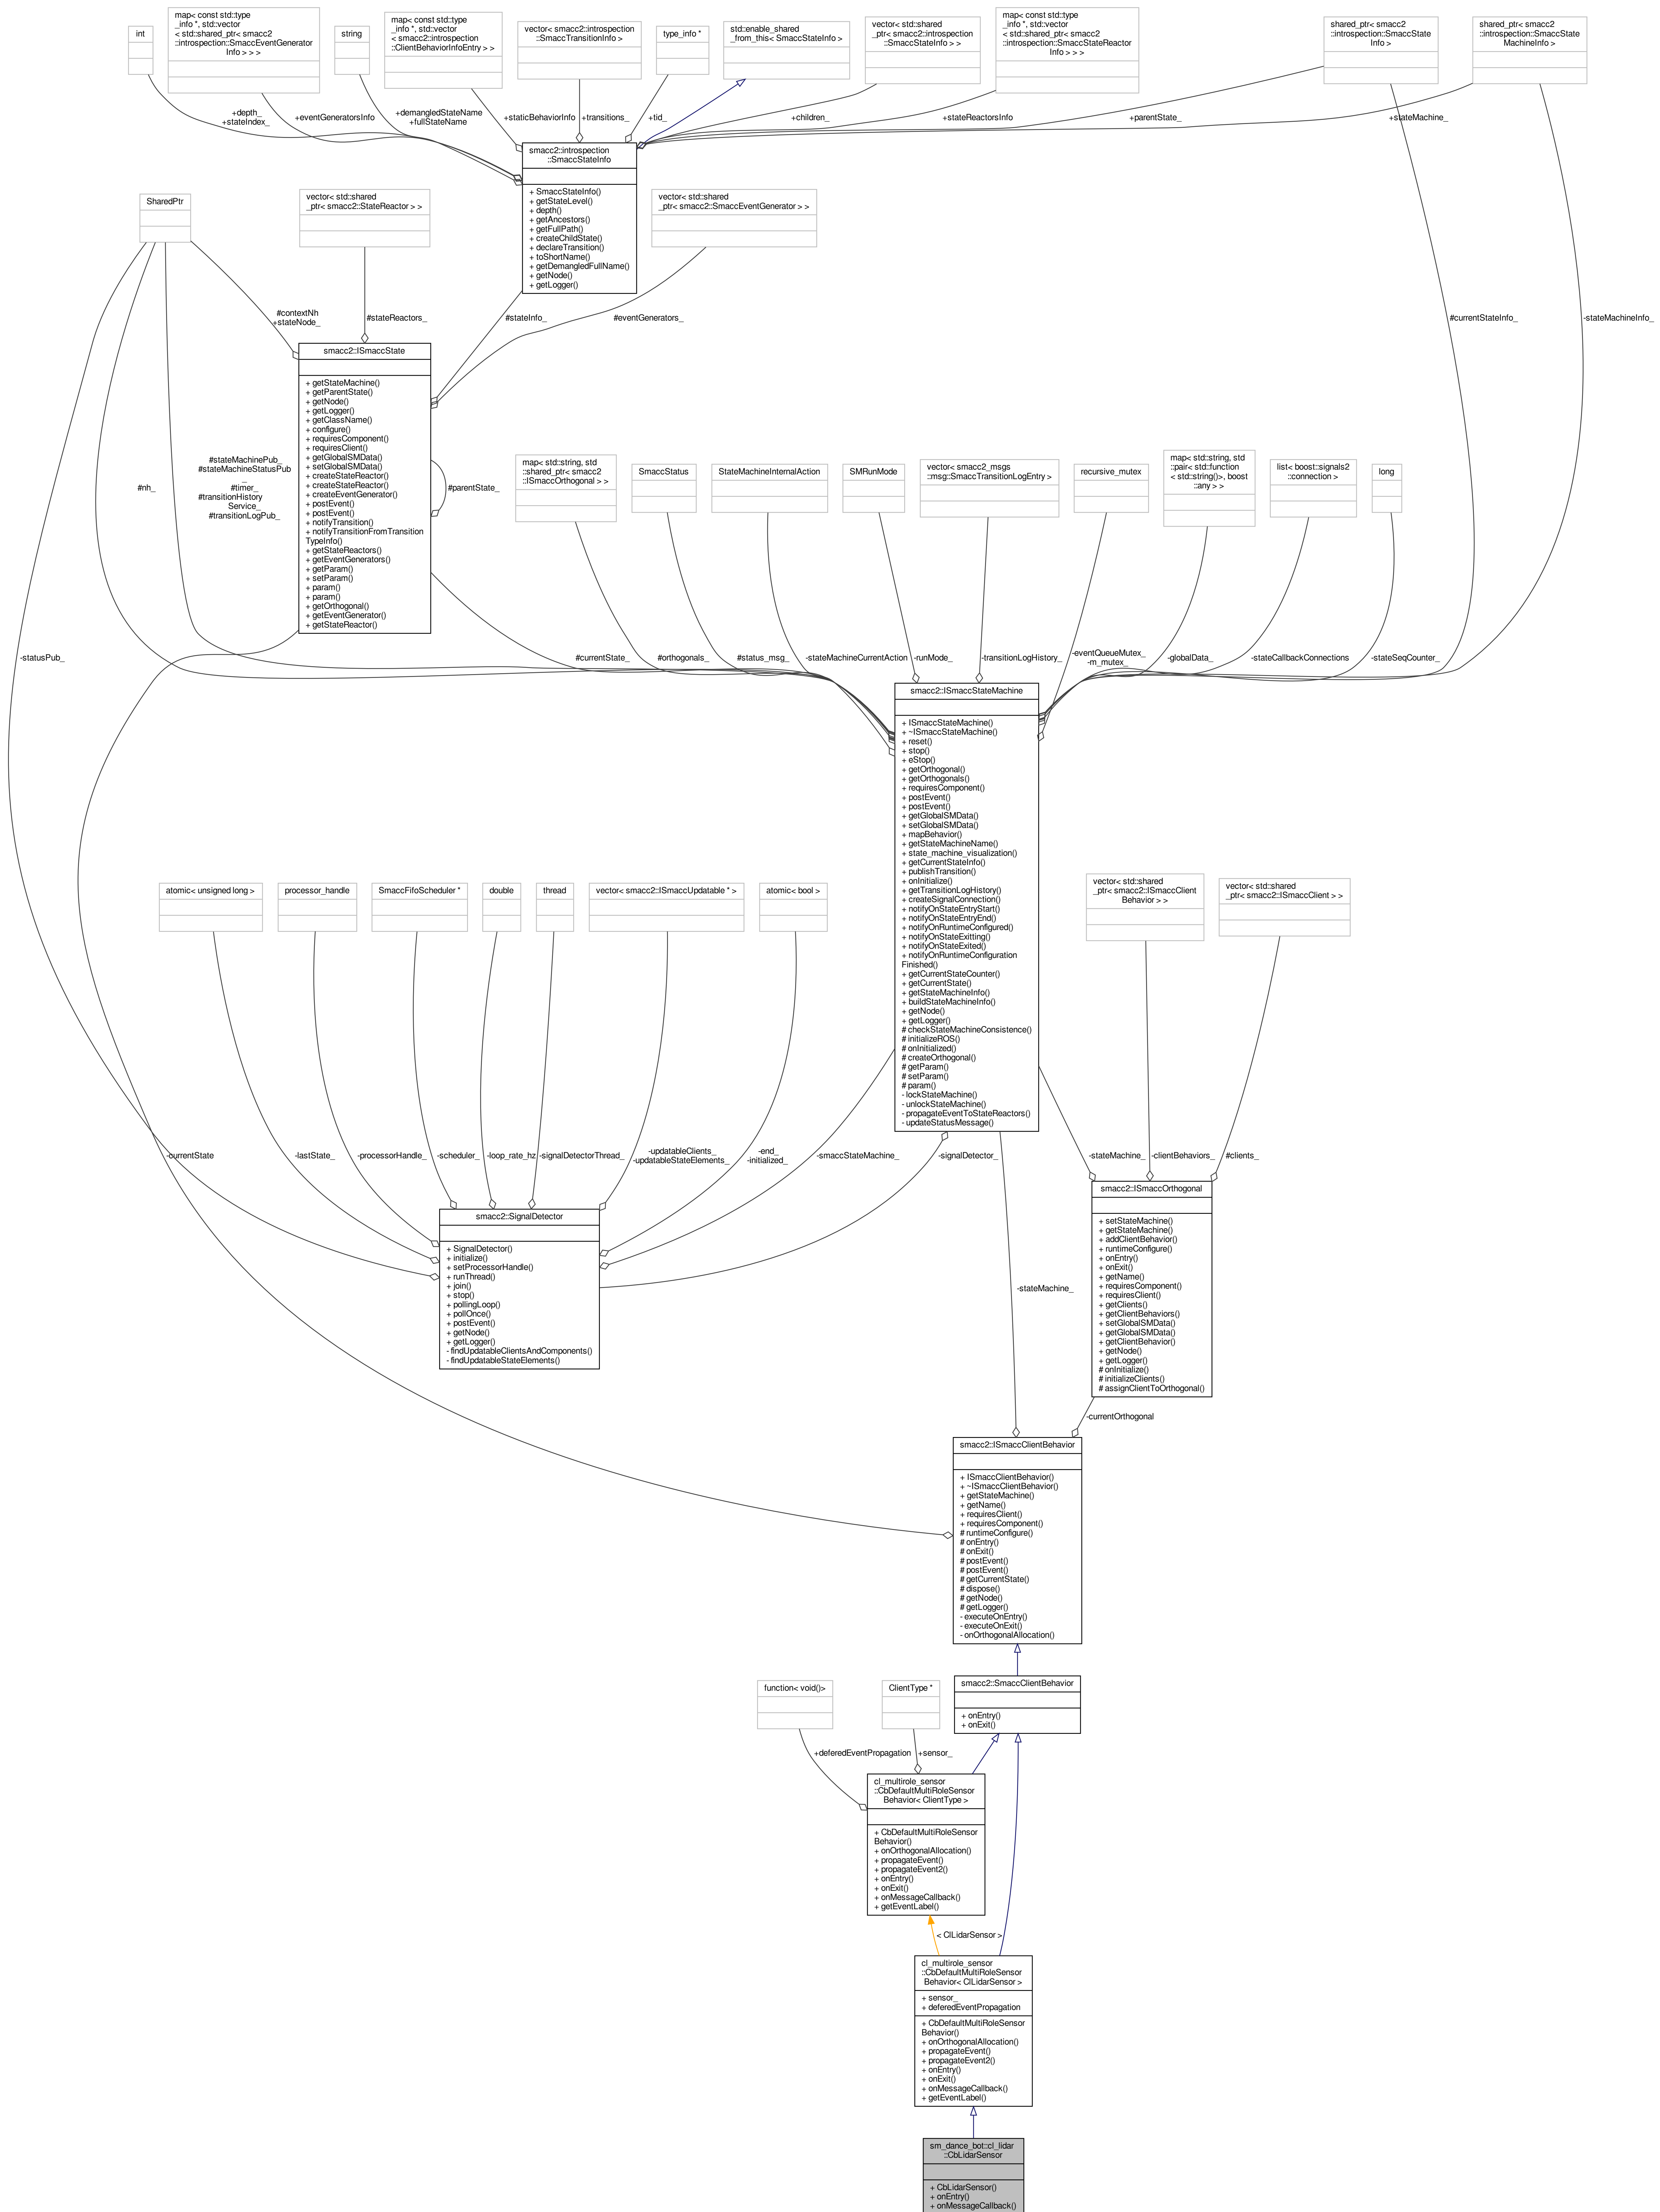 int
map< const std::type
_info *, std::vector
< std::shared_ptr< smacc2
::introspection::SmaccEventGenerator
Info > > >
string
map< const std::type
_info *, std::vector
< smacc2::introspection
::ClientBehaviorInfoEntry > >
vector< smacc2::introspection
::SmaccTransitionInfo >
type_info *
std::enable_shared
_from_this< SmaccStateInfo >
vector< std::shared
_ptr< smacc2::introspection
::SmaccStateInfo > >
map< const std::type
_info *, std::vector
< std::shared_ptr< smacc2
::introspection::SmaccStateReactor
Info > > >
shared_ptr< smacc2
::introspection::SmaccState
Info >
shared_ptr< smacc2
::introspection::SmaccState
MachineInfo >
+depth_
+stateIndex_
+eventGeneratorsInfo
+demangledStateName
+fullStateName
+staticBehaviorInfo
+transitions_
+tid_
+children_
+stateReactorsInfo
+parentState_
+stateMachine_
smacc2::introspection
::SmaccStateInfo
+ SmaccStateInfo()
+ getStateLevel()
+ depth()
+ getAncestors()
+ getFullPath()
+ createChildState()
+ declareTransition()
+ toShortName()
+ getDemangledFullName()
+ getNode()
+ getLogger()
SharedPtr
vector< std::shared
_ptr< smacc2::StateReactor > >
vector< std::shared
_ptr< smacc2::SmaccEventGenerator > >
#contextNh
+stateNode_
#stateReactors_
#stateInfo_
#eventGenerators_
#currentStateInfo_
-stateMachineInfo_
smacc2::ISmaccState
+ getStateMachine()
+ getParentState()
+ getNode()
+ getLogger()
+ getClassName()
+ configure()
+ requiresComponent()
+ requiresClient()
+ getGlobalSMData()
+ setGlobalSMData()
+ createStateReactor()
+ createStateReactor()
+ createEventGenerator()
+ postEvent()
+ postEvent()
+ notifyTransition()
+ notifyTransitionFromTransition
TypeInfo()
+ getStateReactors()
+ getEventGenerators()
+ getParam()
+ setParam()
+ param()
+ param()
+ getOrthogonal()
+ getEventGenerator()
+ getStateReactor()
#nh_
#stateMachinePub_
#stateMachineStatusPub
_
#timer_
#transitionHistory
Service_
#transitionLogPub_
#parentState_
map< std::string, std
::shared_ptr< smacc2
::ISmaccOrthogonal > >
SmaccStatus
StateMachineInternalAction
SMRunMode
vector< smacc2_msgs
::msg::SmaccTransitionLogEntry >
recursive_mutex
map< std::string, std
::pair< std::function
< std::string()>, boost
::any > >
list< boost::signals2
::connection >
long
-statusPub_
#currentState_
#orthogonals_
#status_msg_
-stateMachineCurrentAction
-runMode_
-transitionLogHistory_
-eventQueueMutex_
-m_mutex_
-globalData_
-stateCallbackConnections
-stateSeqCounter_
smacc2::ISmaccStateMachine
+ ISmaccStateMachine()
+ ~ISmaccStateMachine()
+ reset()
+ stop()
+ eStop()
+ getOrthogonal()
+ getOrthogonals()
+ requiresComponent()
+ postEvent()
+ postEvent()
+ getGlobalSMData()
+ setGlobalSMData()
+ mapBehavior()
+ getStateMachineName()
+ state_machine_visualization()
+ getCurrentStateInfo()
+ publishTransition()
+ onInitialize()
+ getTransitionLogHistory()
+ createSignalConnection()
+ notifyOnStateEntryStart()
+ notifyOnStateEntryEnd()
+ notifyOnRuntimeConfigured()
+ notifyOnStateExitting()
+ notifyOnStateExited()
+ notifyOnRuntimeConfiguration
Finished()
+ getCurrentStateCounter()
+ getCurrentState()
+ getStateMachineInfo()
+ buildStateMachineInfo()
+ getNode()
+ getLogger()
# checkStateMachineConsistence()
# initializeROS()
# onInitialized()
# createOrthogonal()
# getParam()
# setParam()
# param()
- lockStateMachine()
- unlockStateMachine()
- propagateEventToStateReactors()
- updateStatusMessage()
atomic< unsigned long >
processor_handle
SmaccFifoScheduler *
double
thread
vector< smacc2::ISmaccUpdatable * >
atomic< bool >
vector< std::shared
_ptr< smacc2::ISmaccClient
Behavior > >
vector< std::shared
_ptr< smacc2::ISmaccClient > >
-currentState
-lastState_
-processorHandle_
-scheduler_
-loop_rate_hz
-signalDetectorThread_
-updatableClients_
-updatableStateElements_
-end_
-initialized_
-smaccStateMachine_
-signalDetector_
-stateMachine_
-clientBehaviors_
#clients_
smacc2::SignalDetector
+ SignalDetector()
+ initialize()
+ setProcessorHandle()
+ runThread()
+ join()
+ stop()
+ pollingLoop()
+ pollOnce()
+ postEvent()
+ getNode()
+ getLogger()
- findUpdatableClientsAndComponents()
- findUpdatableStateElements()
smacc2::ISmaccOrthogonal
+ setStateMachine()
+ getStateMachine()
+ addClientBehavior()
+ runtimeConfigure()
+ onEntry()
+ onExit()
+ getName()
+ requiresComponent()
+ requiresClient()
+ getClients()
+ getClientBehaviors()
+ setGlobalSMData()
+ getGlobalSMData()
+ getClientBehavior()
+ getNode()
+ getLogger()
# onInitialize()
# initializeClients()
# assignClientToOrthogonal()
-stateMachine_
-currentOrthogonal
smacc2::ISmaccClientBehavior
+ ISmaccClientBehavior()
+ ~ISmaccClientBehavior()
+ getStateMachine()
+ getName()
+ requiresClient()
+ requiresComponent()
# runtimeConfigure()
# onEntry()
# onExit()
# postEvent()
# postEvent()
# getCurrentState()
# dispose()
# getNode()
# getLogger()
- executeOnEntry()
- executeOnExit()
- onOrthogonalAllocation()
function< void()>
ClientType *
smacc2::SmaccClientBehavior
+ onEntry()
+ onExit()
+deferedEventPropagation
+sensor_
cl_multirole_sensor
::CbDefaultMultiRoleSensor
Behavior< ClientType >
+ CbDefaultMultiRoleSensor
Behavior()
+ onOrthogonalAllocation()
+ propagateEvent()
+ propagateEvent2()
+ onEntry()
+ onExit()
+ onMessageCallback()
+ getEventLabel()
< ClLidarSensor >
cl_multirole_sensor
::CbDefaultMultiRoleSensor
Behavior< ClLidarSensor >
+ sensor_
+ deferedEventPropagation
+ CbDefaultMultiRoleSensor
Behavior()
+ onOrthogonalAllocation()
+ propagateEvent()
+ propagateEvent2()
+ onEntry()
+ onExit()
+ onMessageCallback()
+ getEventLabel()
sm_dance_bot::cl_lidar
::CbLidarSensor
+ CbLidarSensor()
+ onEntry()
+ onMessageCallback()